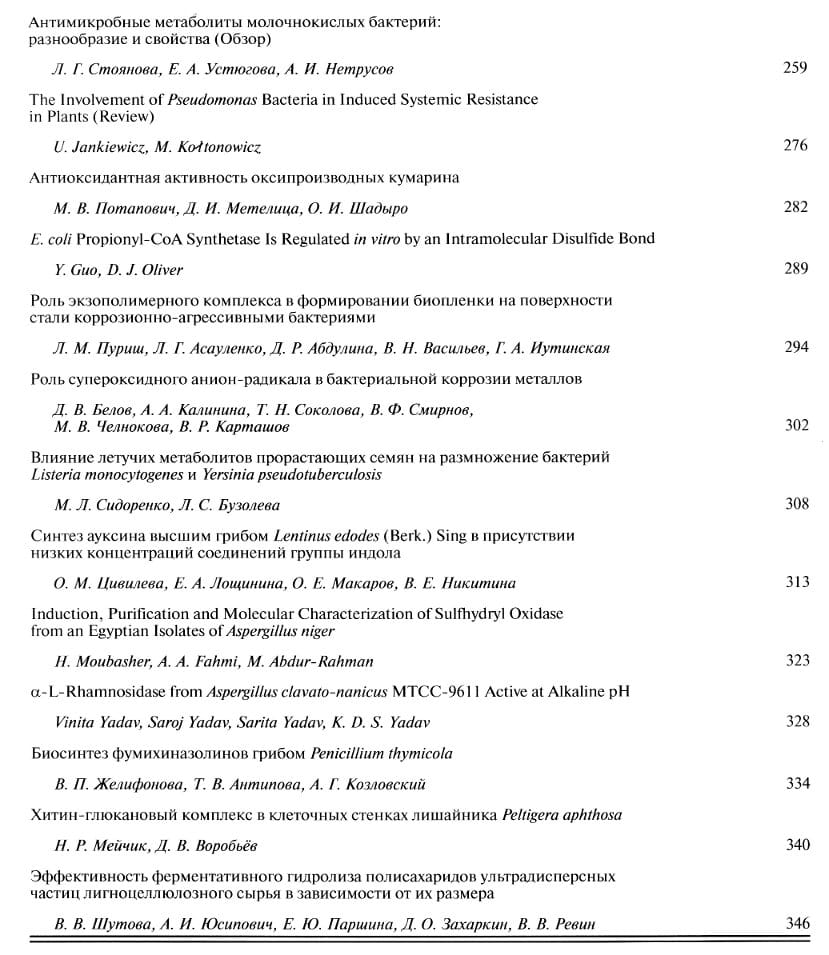 Антимикробные метаболиты молочнокислых бактерий:
разнообразие и свойства (Обзор)
Л. Г. Стоянова, Е. А. Устюгова, А. И. Нетрусов 259
The Involvement of Pseudomonas Bacteria in Induced Systemic Resistance
in Plants (Review)
U. Jankiewicz, M. Kołtonowicz 276
Антиоксидантная активность оксипроизводных кумарина
М. В. Потапович, Д. И. Метелица, О. И. Шадыро 282
E. coli Propionyl-CoA Synthetase Is Regulated in vitro by an Intramolecular Disulfide Bond
Y. Guo, D. J. Oliver 289
Роль экзополимерного комплекса в формировании биопленки на поверхности
стали коррозионно-агрессивными бактериями
Л. М. Пуриш, Л. Г. Асауленко, Д. Р. Абдулина, В. Н. Васильев, Г. А. Иутинская 294
Роль супероксидного анион-радикала в бактериальной коррозии металлов
Д. В. Белов, А. А. Калинина, Т. Н. Соколова, В. Ф. Смирнов,
М. В. Челнокова, В. Р. Карташов 302
Влияние летучих метаболитов прорастающих семян на размножение бактерий
Listeria monocytogenes и Yersinia pseudotuberculosis
М. Л. Сидоренко, Л. С. Бузолева 308
Синтез ауксина высшим грибом Lentinus edodes (Berk.) Sing в присутствии
низких концентраций соединений группы индола
О. М. Цивилева, Е. А. Лощинина, О. Е. Макаров, В. Е. Никитина 313
Induction, Purification and Molecular Characterization of Sulfhydryl Oxidase
from an Egyptian Isolates of Aspergillus niger
H. Moubasher, A. A. Fahmi, M. Abdur-Rahman 323
α-L-Rhamnosidase from Aspergillus clavato-nanicus MTCC-9611 Active at Alkaline pH
Vinita Yadav, Saroj Yadav, Sarita Yadav, K. D. S. Yadav 328
Биосинтез фумихиназолинов грибом Penicillium thymicola
В. П. Желифонова, Т. В. Антипова, А. Г. Козловский 334
Хитин-глюкановый комплекс в клеточных стенках лишайника Peltigera aphthosa
Н. Р. Мейчик, Д. В. Воробьёв 340
Эффективность ферментативного гидролиза полисахаридов ультрадисперсных
частиц лигноцеллюлозного сырья в зависимости от их размера
В. В. Шутова, А. И. Юсипович, Е. Ю. Паршина, Д. О. Захаркин, В. В. Ревин 346